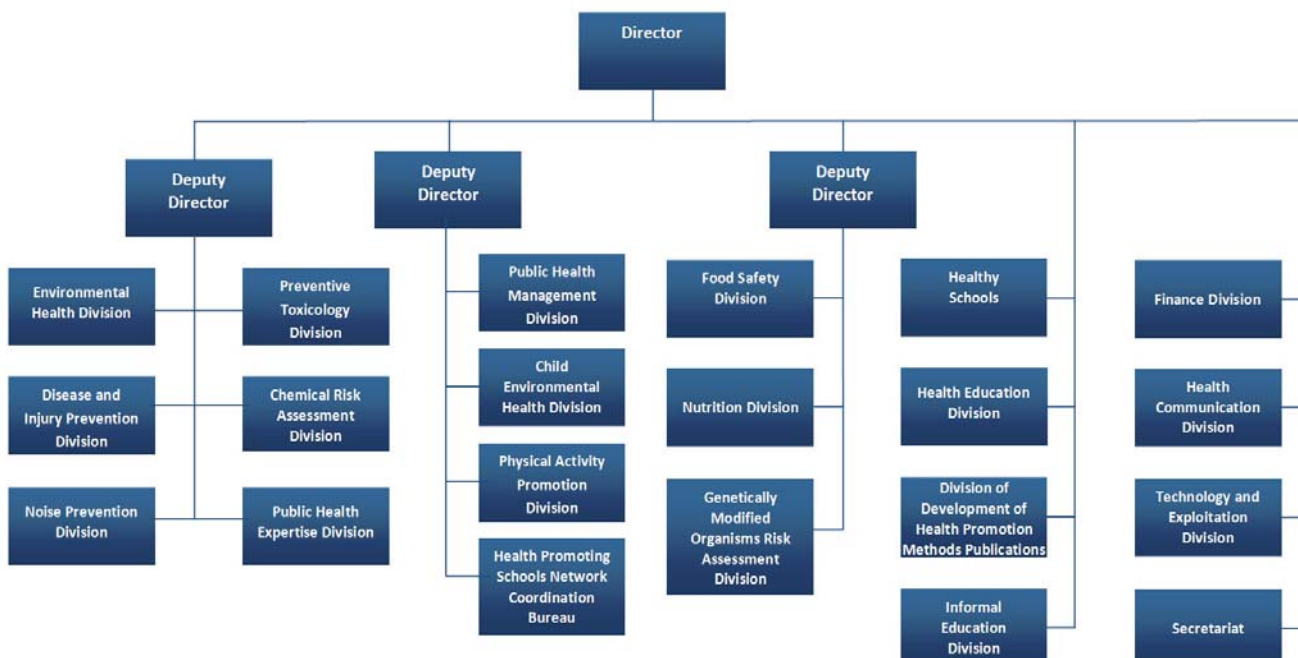 Director
Deputy
Director
Deputy
Director
Deputy
Director
Environmental
Health Division
Preventive
Toxicology
Division
Disease and
Injury Prevention
Division
Chemical Risk
Assessment
Division
Noise Prevention
Division
Public Health
Expertise Division
Public Health
Management
Division
Child
Environmental
Health Division
Physical Activity
Promotion
Division
Health Promoting
Schools Network
Coordination
Bureau
Food Safety
Division
Nutrition Division
Genetically
Modified
Organisms Risk
Assessment
Division
Healthy
Schools
Health Education
Division
Division of
Development of
Health Promotion
Methods Publications
Informal
Education
Division
Finance Division
Health
Communication
Division
Technology and
Exploitation
Division
Secretariat